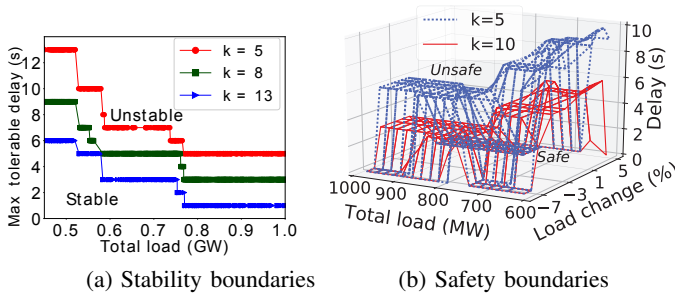 Max tolerable delay (s)
12
10
8
6
4
2
0
k = 5
k = 8
k = 13
Unstable
Stable
0.5 0.6 0.7 0.8 0.9 1.0
Total load (GW)
(a) Stability boundaries
k=5
k=10
Unsafe
Safe
10
8
6
4
2
0
Delay (s)
1000 900 800 700 600
Total load (MW)
-7 -3 1 5
Load change (%)
(b) Safety boundaries